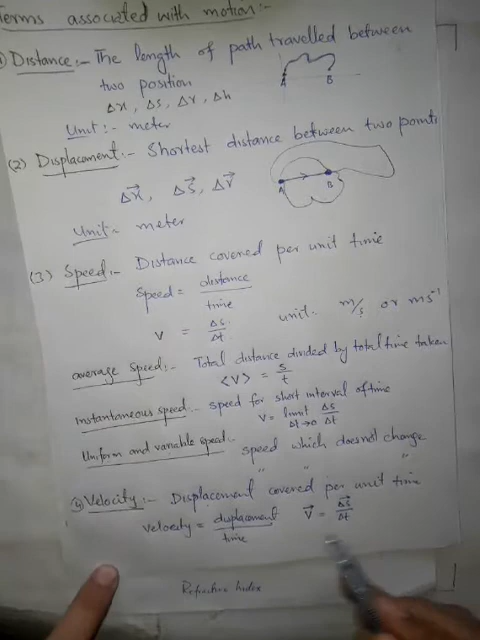 Terms associated with motion:-
(1) Distance:- The length of path travelled between
two position
Δx, Δs, Δr, Δh
A B
Unit:- meter
(2) Displacement:- Shortest distance between two points
Δx⃗, Δs⃗, Δr⃗
A B
Unit:- meter
(3) Speed:- Distance covered per unit time
Speed = distance / time
v = Δs / Δt unit:- m/s or ms⁻¹
average speed:- Total distance divided by total time taken
<v> = s / t
instantaneous speed:- speed for short interval of time
v = limit Δt→0 Δs / Δt
Uniform and variable speed:- speed which doesnot change
" " "
(4) Velocity:- Displacement covered per unit time
velocity = displacement / time v⃗ = Δs⃗ / Δt
Refractive Index